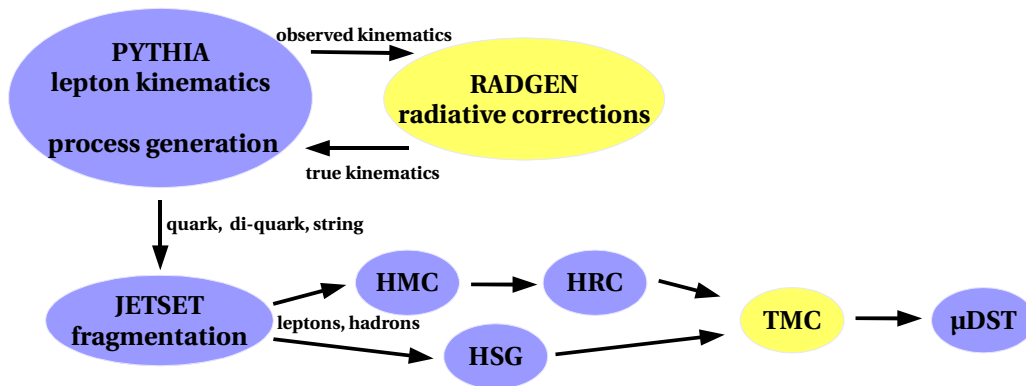 PYTHIA
lepton kinematics
process generation
observed kinematics
RADGEN
radiative corrections
true kinematics
quark, di-quark, string
JETSET
fragmentation
leptons, hadrons
HMC
HRC
HSG
TMC
µDST